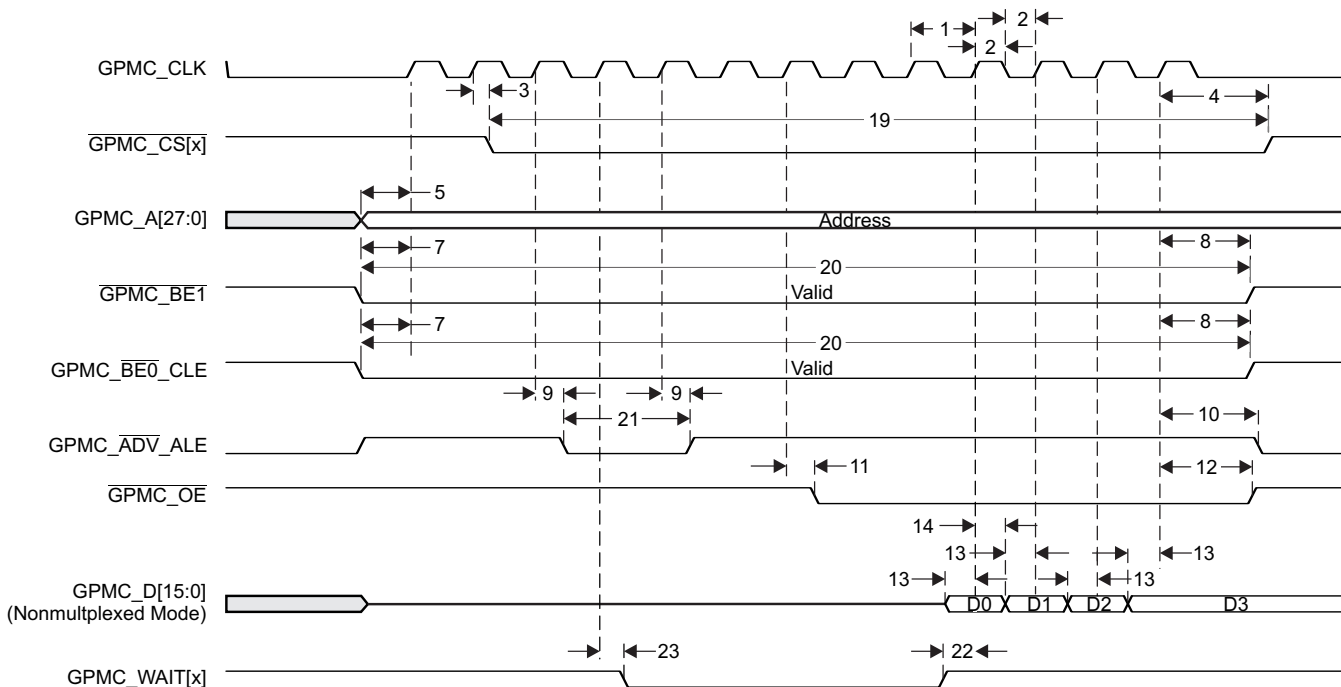 1
2
2
GPMC_CLK
3
4
19
GPMC_CS[x]
5
GPMC_A[27:0]
Address
7
8
20
GPMC_BE1
Valid
7
8
20
GPMC_BE0_CLE
Valid
9
9
21
10
GPMC_ADV_ALE
11
12
GPMC_OE
14
13
13
13
13
GPMC_D[15:0]
(Nonmultplexed Mode)
D0
D1
D2
D3
23
22
GPMC_WAIT[x]